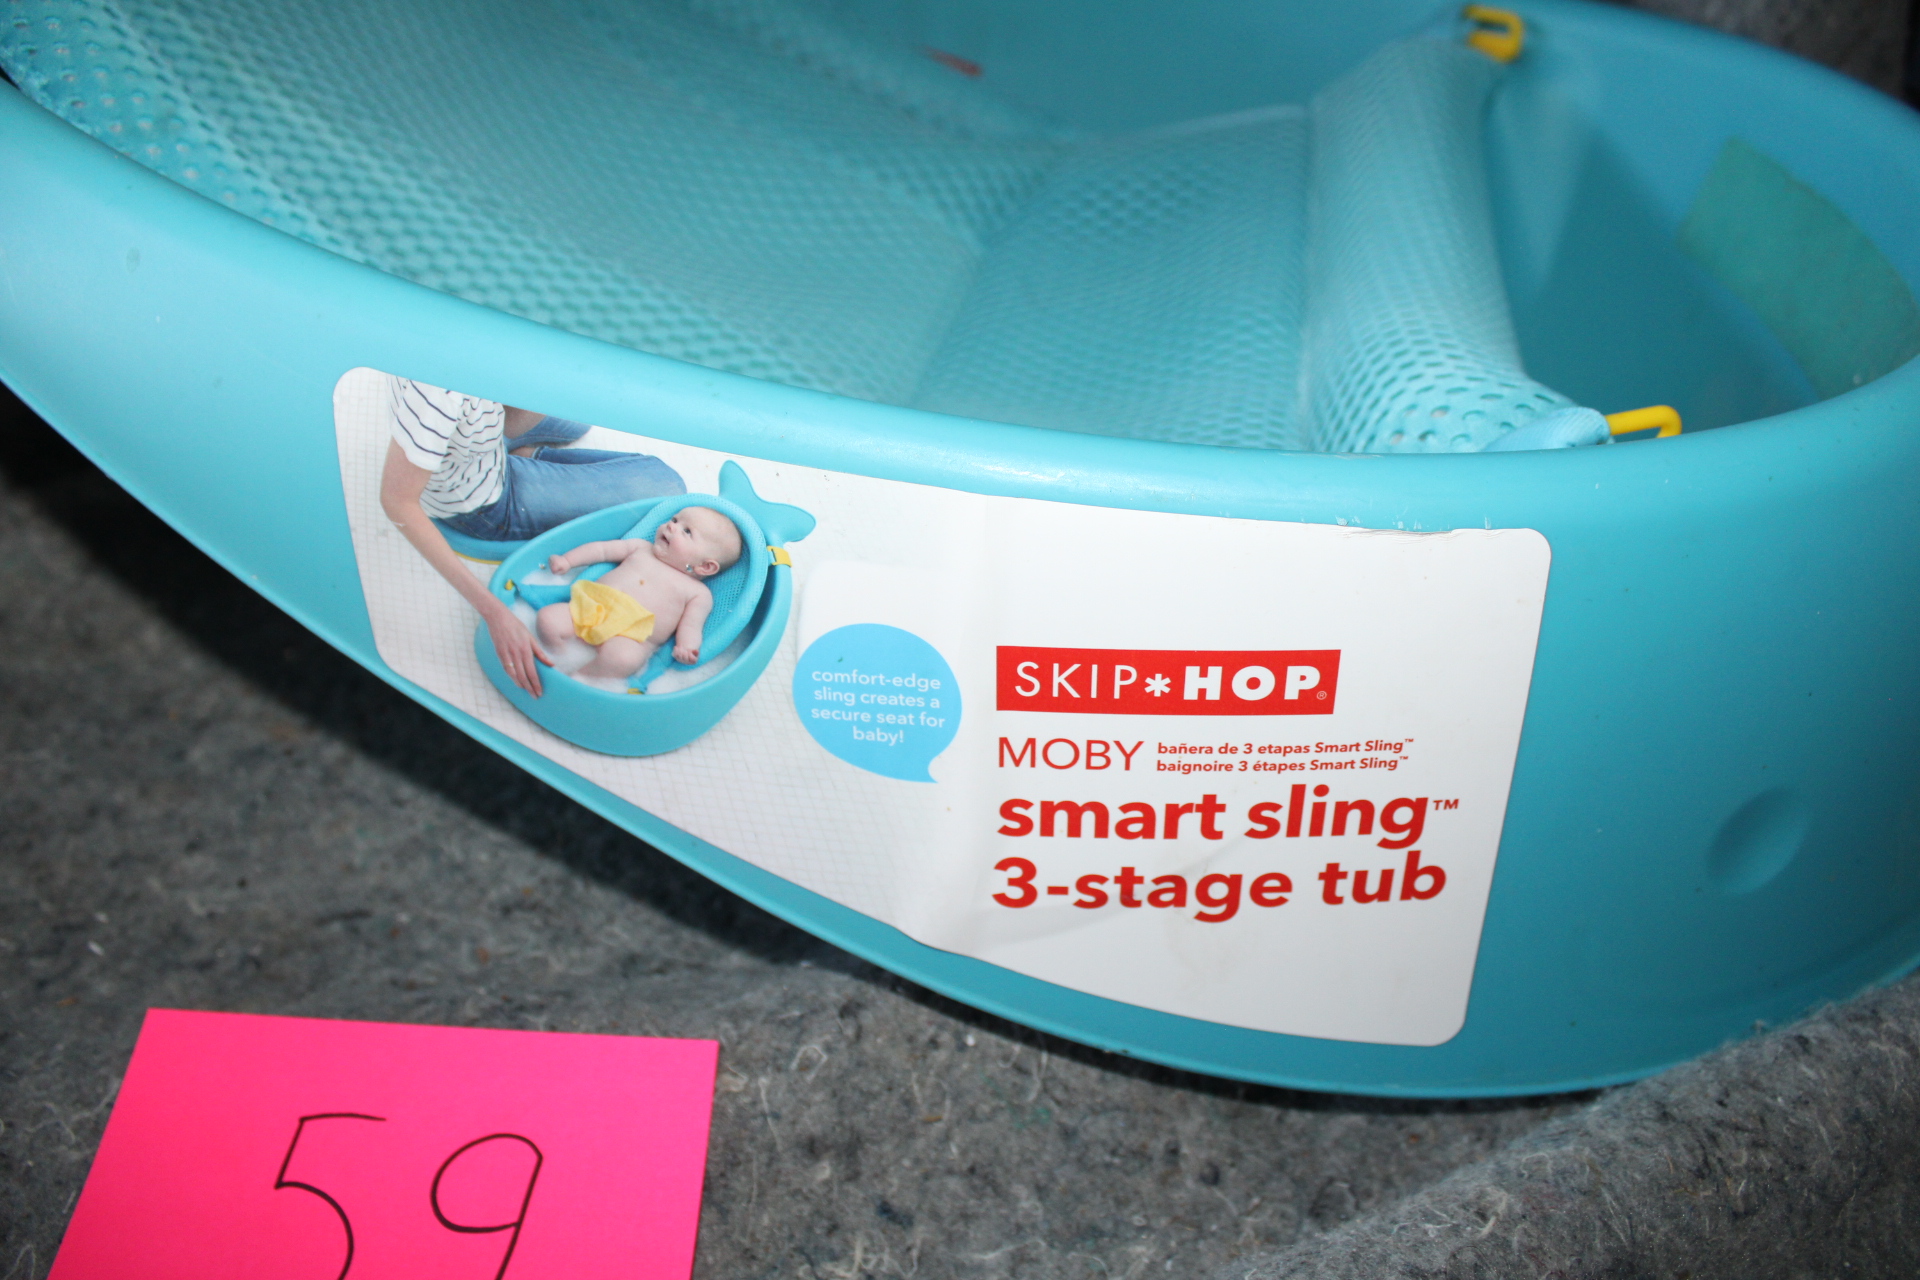 comfort-edge
sling creates a
secure seat for
baby!
SKIP*HOP®
MOBY
bañera de 3 etapas Smart Sling™
baignoire 3 étapes Smart Sling™
smart sling™
3-stage tub
59